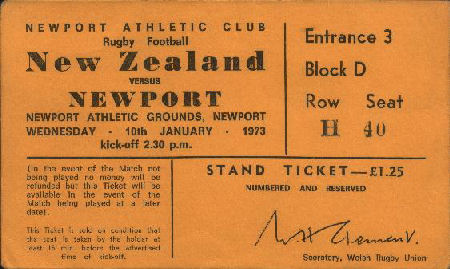 NEWPORT ATHLETIC CLUB
Rugby Football
New Zealand
VERSUS
NEWPORT
NEWPORT ATHLETIC GROUNDS, NEWPORT
WEDNESDAY - 10th JANUARY - 1973
kick-off 2.30 p.m.
Entrance 3
Block D
Row Seat
H 40
(In the event of the Match not
being played no money will be
refunded but this Ticket will be
available in the event of the
Match being played at a later
date).
This Ticket is sold on condition that
the seat is taken by the holder at
least 15 min. before the advertised
time of kick-off.
STAND TICKET—£1.25
NUMBERED AND RESERVED
Clement.
Secretary, Welsh Rugby Union